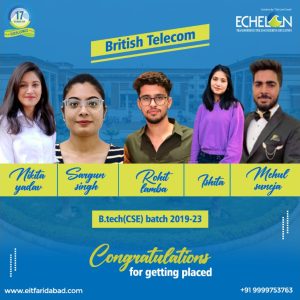 17
ECHELON
British Telecom
Nikita
yadav
Sargun
singh
Rohit
lamba
Ishita
Mehul
suneja
B.tech(CSE) batch 2019-23
Congratulations
for getting placed
www.eitfaridabad.com
+91 9999753763